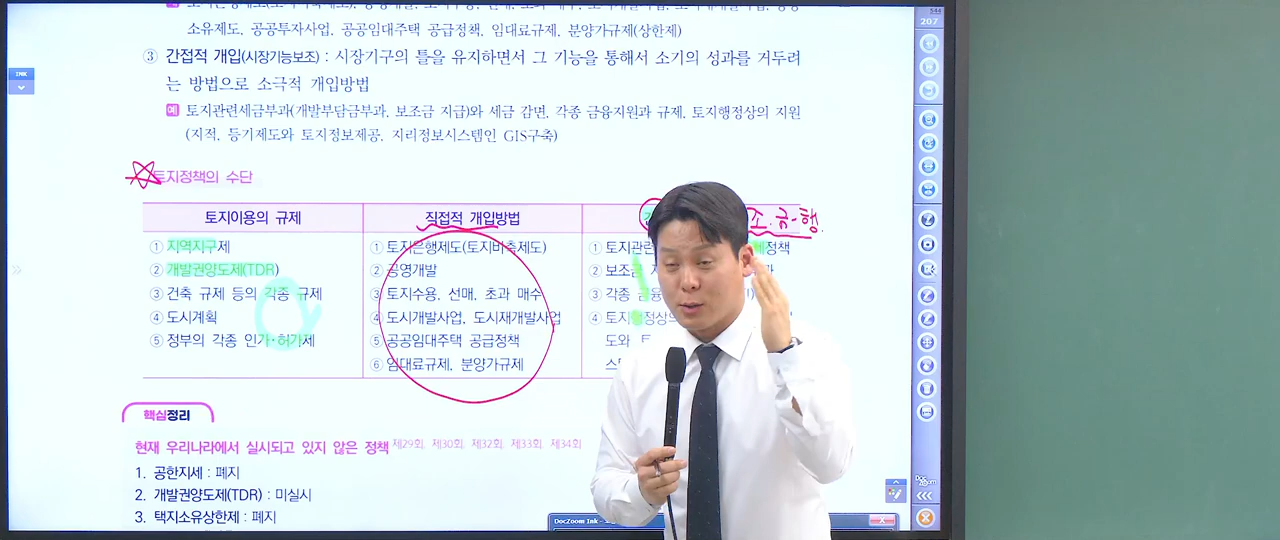 소유제도, 공공투자사업, 공공임대주택 공급정책, 임대료규제, 분양가규제(상한제)
③ 간접적 개입(시장기능보조) : 시장기구의 틀을 유지하면서 그 기능을 통해서 소기의 성과를 거두려
는 방법으로 소극적 개입방법
예 토지관련세금부과(개발부담금부과, 보조금 지급)와 세금 감면, 각종 금융지원과 규제, 토지행정상의 지원
(지적, 등기제도와 토지정보제공, 지리정보시스템인 GIS구축)
토지정책의 수단
토지이용의 규제 직접적 개입방법 조·금-행
① 지역지구제 ① 토지은행제도(토지비축제도) ① 토지관련 정책
② 개발권양도제(TDR) ② 공영개발 ② 보조금
③ 건축 규제 등의 각종 규제 ③ 토지수용, 선매, 초과 매수 ③ 각종 금융
④ 도시계획 ④ 도시개발사업, 도시재개발사업 ④ 토지행정상의
⑤ 정부의 각종 인가·허가제 ⑤ 공공임대주택 공급정책 도와
⑥ 임대료규제, 분양가규제
핵심정리
현재 우리나라에서 실시되고 있지 않은 정책 제29회, 제30회, 제32회, 제33회, 제34회
1. 공한지세 : 폐지
2. 개발권양도제(TDR) : 미실시
3. 택지소유상한제 : 폐지
INK
544
207
DocZoom
DocZoom Ink